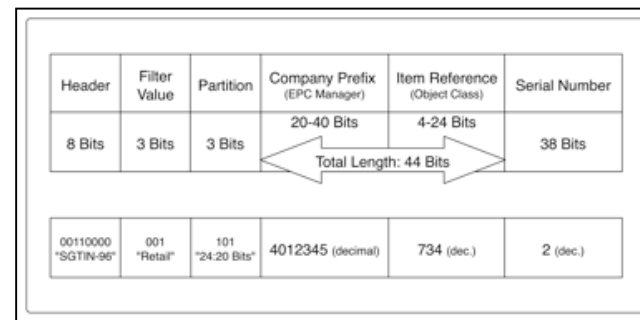 Header
Filter
Value
Partition
Company Prefix
(EPC Manager)
Item Reference
(Object Class)
Serial Number
8 Bits
3 Bits
3 Bits
20-40 Bits
4-24 Bits
Total Length: 44 Bits
38 Bits
00110000
"SGTIN-96"
001
"Retail"
101
"24:20 Bits"
4012345 (decimal)
734 (dec.)
2 (dec.)